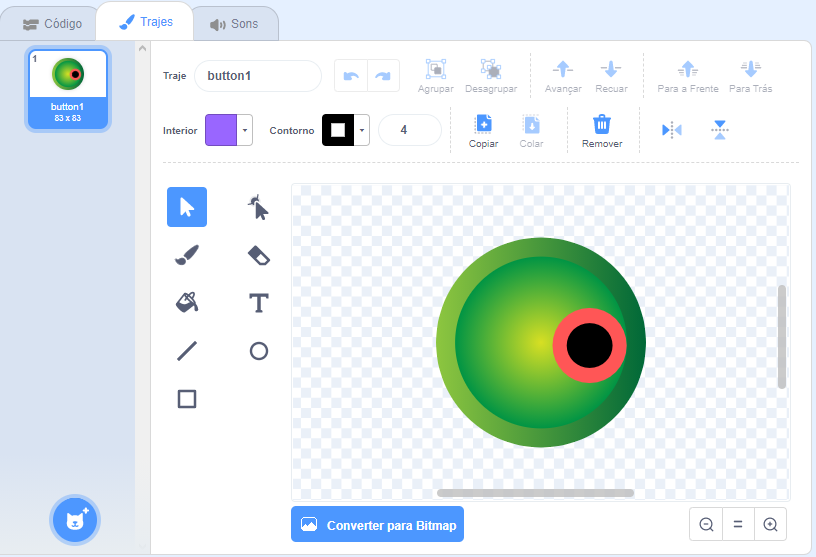 Código
Trajes
Sons
1
button1
83 x 83
Traje
button1
Agrupar
Desagrupar
Avançar
Recuar
Para a Frente
Para Trás
Interior
Contorno
4
Copiar
Colar
Remover
T
Converter para Bitmap